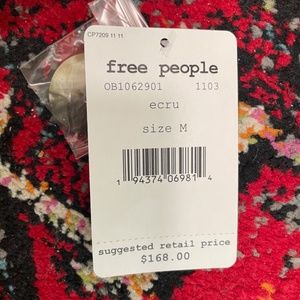 CP7209 11 11
free people
OB1062901 1103
ecru
size M
1 94374 06981 4
suggested retail price
$168.00